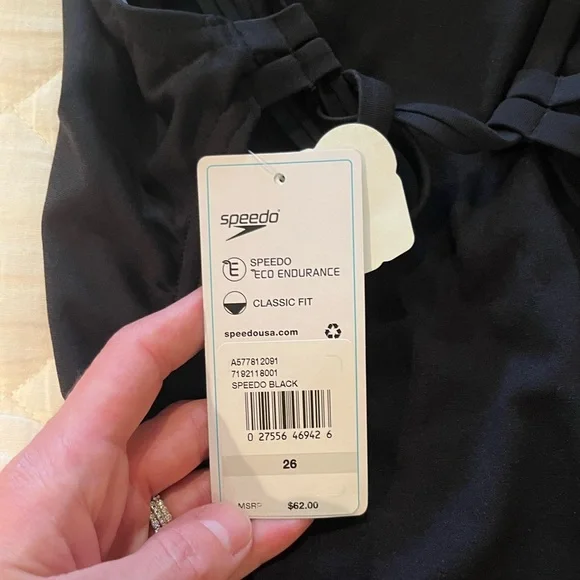 speedo
SPEEDO
ECO ENDURANCE
CLASSIC FIT
speedousa.com
A577812091
7192118001
SPEEDO BLACK
0 27556 46942 6
26
MSRP $62.00